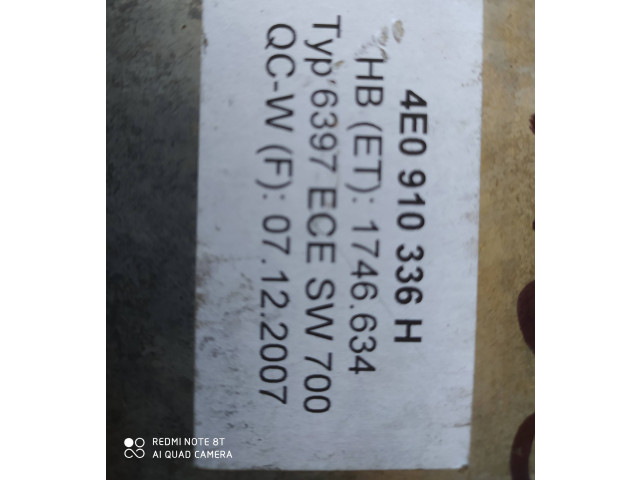 4E0 910 336 H
HB (ET): 1746.634
Typ 6397 ECE SW 700
QC-W (F): 07.12.2007
REDMI NOTE 8T
AI QUAD CAMERA